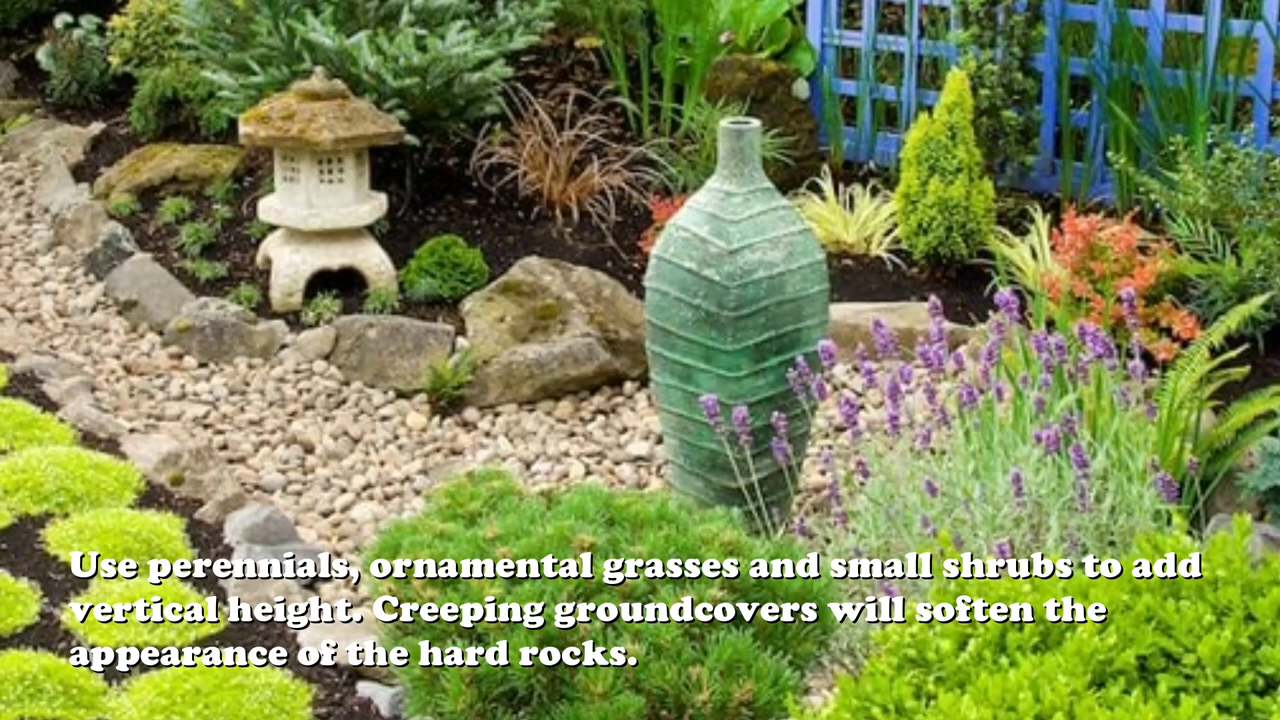 Use perennials, ornamental grasses and small shrubs to add
vertical height. Creeping groundcovers will soften the
appearance of the hard rocks.